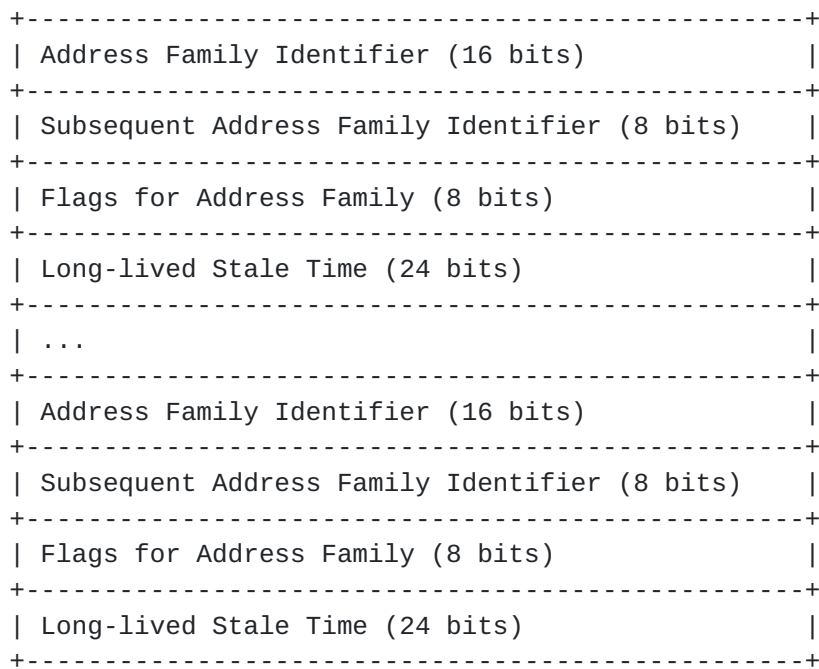 +--------------------------------------------------+
| Address Family Identifier (16 bits)              |
+--------------------------------------------------+
| Subsequent Address Family Identifier (8 bits)    |
+--------------------------------------------------+
| Flags for Address Family (8 bits)                |
+--------------------------------------------------+
| Long-lived Stale Time (24 bits)                  |
+--------------------------------------------------+
| ...                                              |
+--------------------------------------------------+
| Address Family Identifier (16 bits)              |
+--------------------------------------------------+
| Subsequent Address Family Identifier (8 bits)    |
+--------------------------------------------------+
| Flags for Address Family (8 bits)                |
+--------------------------------------------------+
| Long-lived Stale Time (24 bits)                  |
+--------------------------------------------------+